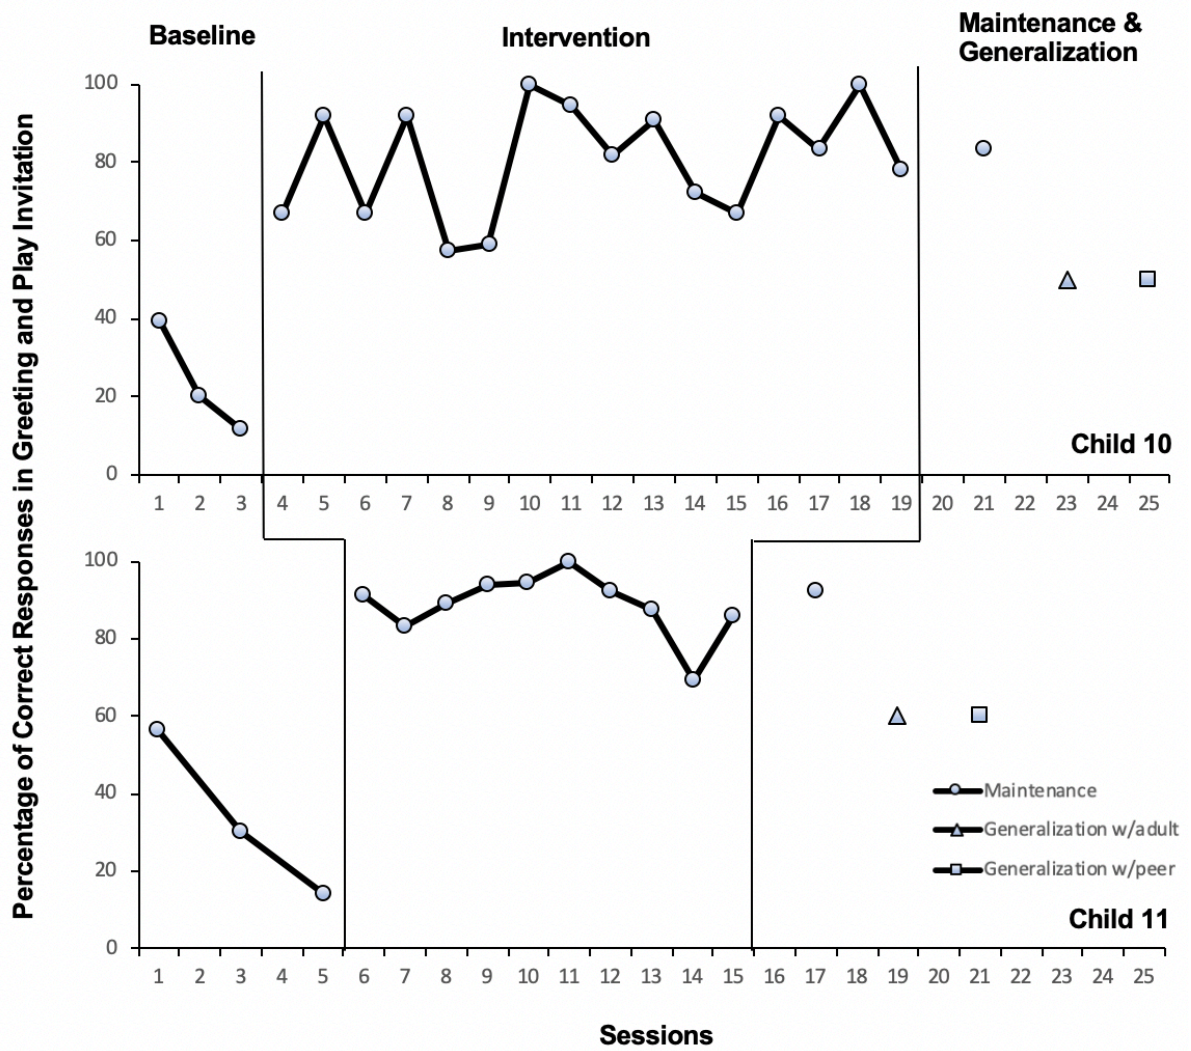 Baseline
Intervention
Maintenance &
Generalization
Percentage of Correct Responses in Greeting and Play Invitation
100
80
60
40
20
0
Child 10
1 2 3 4 5 6 7 8 9 10 11 12 13 14 15 16 17 18 19 20 21 22 23 24 25
100
80
60
40
20
0
Maintenance
Generalization w/adult
Generalization w/peer
Child 11
1 2 3 4 5 6 7 8 9 10 11 12 13 14 15 16 17 18 19 20 21 22 23 24 25
Sessions